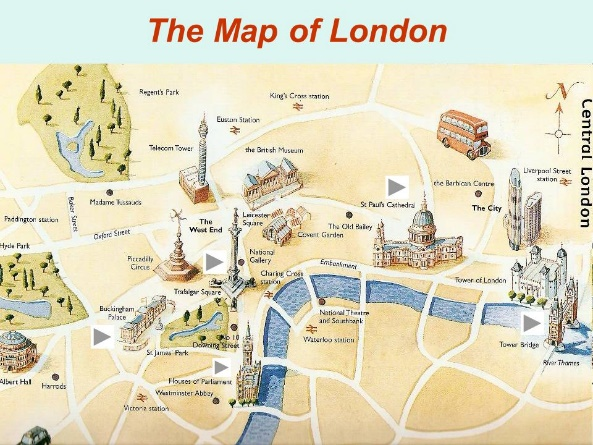 The Map of London
Regent's Park
King's Cross station
Euston Station
Telecom Tower
the British Museum
Liverpool Street
station
Central London
N
Madame Tussauds
the Barbican Centre
St Paul's Cathedral
The City
Baker Street
Paddington station
Oxford Street
The
West End
Leicester
Square
Covent Garden
The Old Bailey
Hyde Park
Piccadilly
Circus
National
Gallery
Embankment
Charing Cross
station
Tower of London
Trafalgar Square
Buckingham
Palace
National Theatre
and Southbank
No 10
Downing Street
Waterloo station
Tower Bridge
St James Park
River Thames
Albert Hall
Harrods
Houses of Parliament
Westminster Abbey
Victoria station